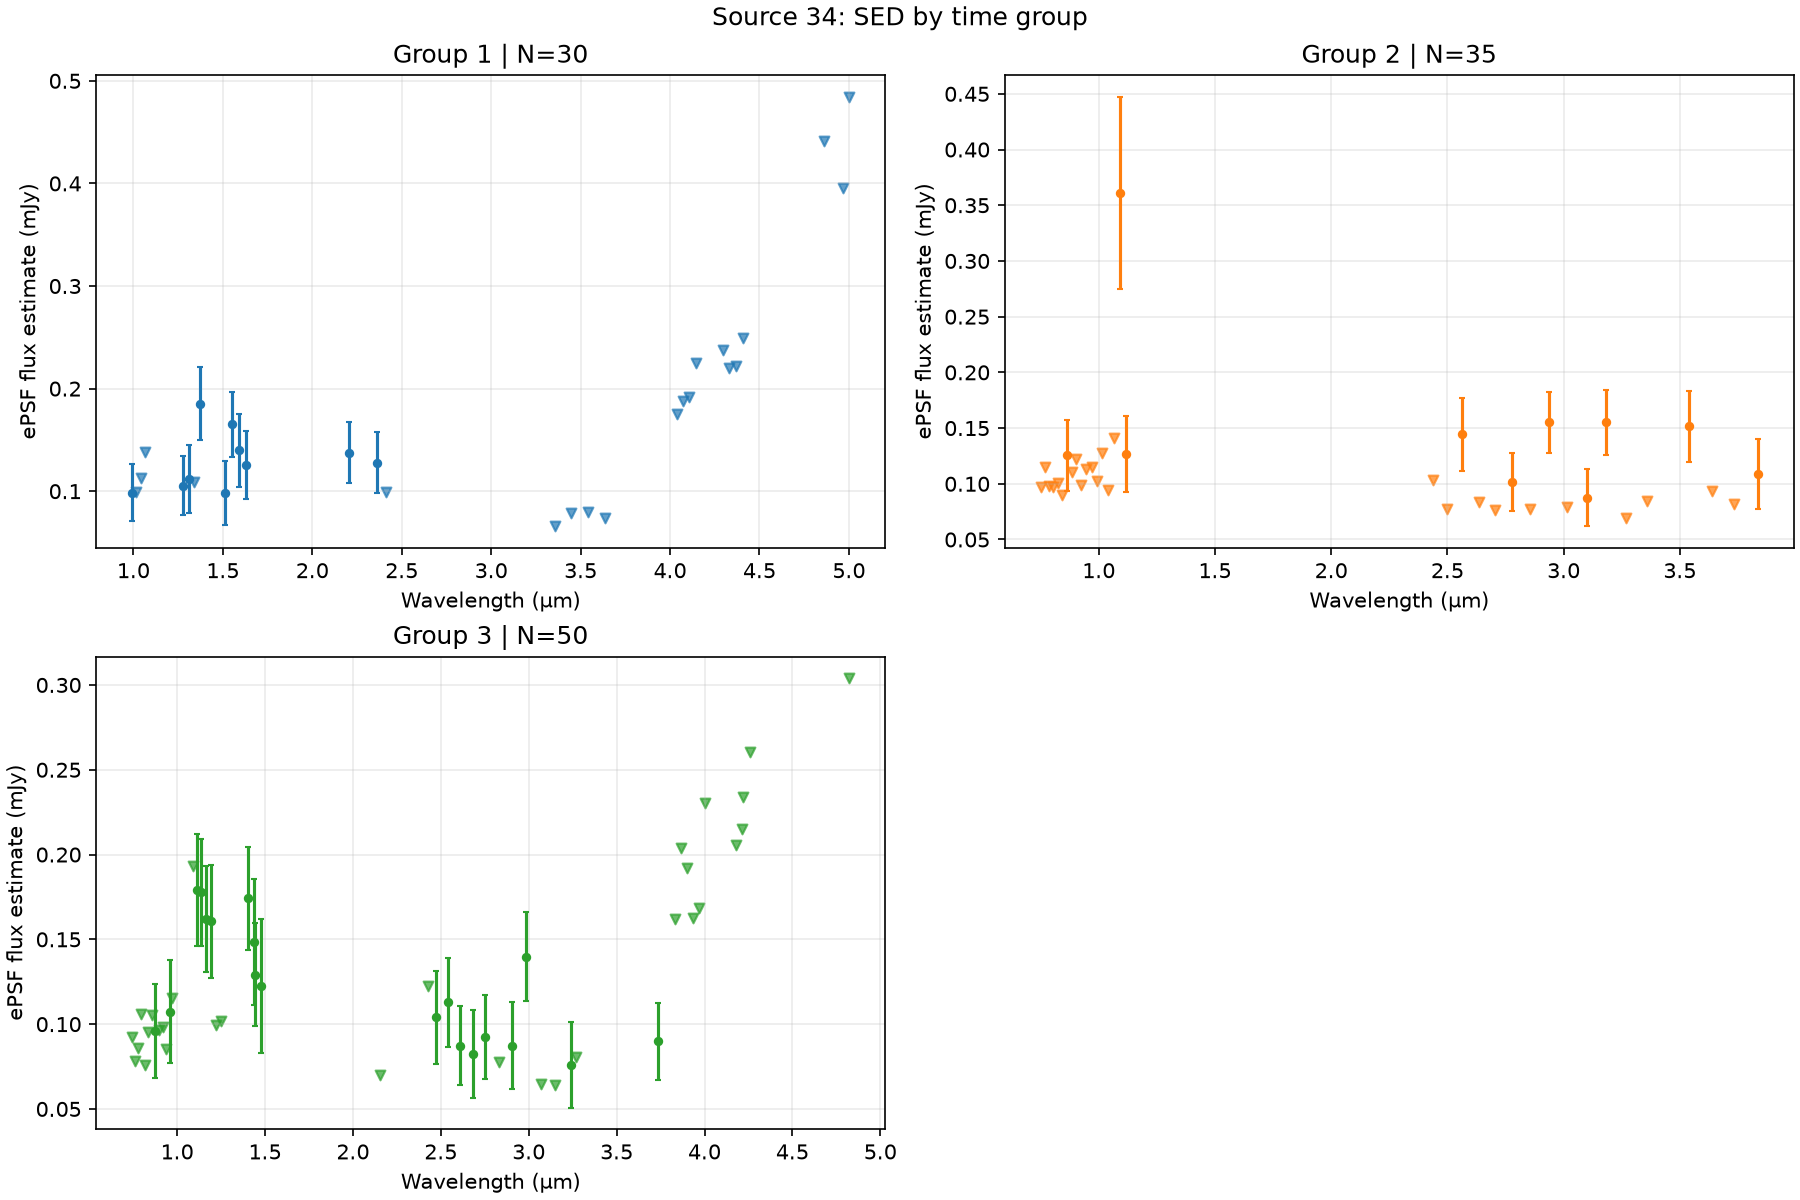 Source 34: SED by time group
Group 1 | N=30
ePSF flux estimate (mJy)
0.5
0.4
0.3
0.2
0.1
1.0 1.5 2.0 2.5 3.0 3.5 4.0 4.5 5.0
Wavelength (μm)
Group 2 | N=35
ePSF flux estimate (mJy)
0.45
0.40
0.35
0.30
0.25
0.20
0.15
0.10
0.05
1.0 1.5 2.0 2.5 3.0 3.5
Wavelength (μm)
Group 3 | N=50
ePSF flux estimate (mJy)
0.30
0.25
0.20
0.15
0.10
0.05
1.0 1.5 2.0 2.5 3.0 3.5 4.0 4.5 5.0
Wavelength (μm)